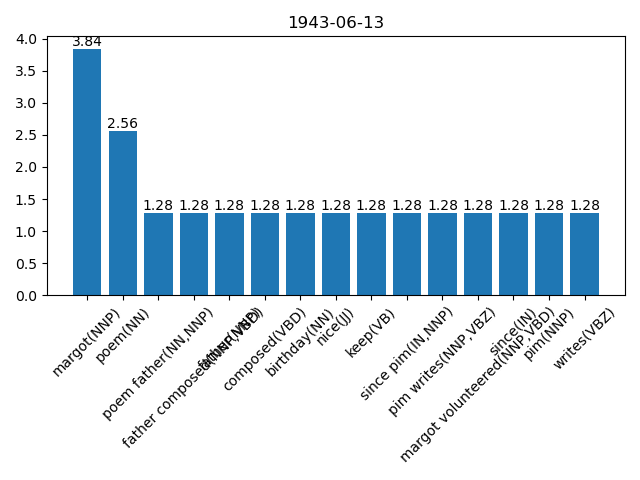 1943-06-13
4.0
3.5
3.0
2.5
2.0
1.5
1.0
0.5
0.0
3.84
2.56
1.28
1.28
1.28
1.28
1.28
1.28
1.28
1.28
1.28
1.28
1.28
1.28
1.28
margot(NNP)
poem(NN)
poem father(NN,NNP)
father composed(NNP,VBD)
father(NNP)
composed(VBD)
birthday(NN)
nice(JJ)
keep(VB)
since pim(IN,NNP)
pim writes(NNP,VBZ)
margot volunteered(NNP,VBD)
since(IN)
pim(NNP)
writes(VBZ)